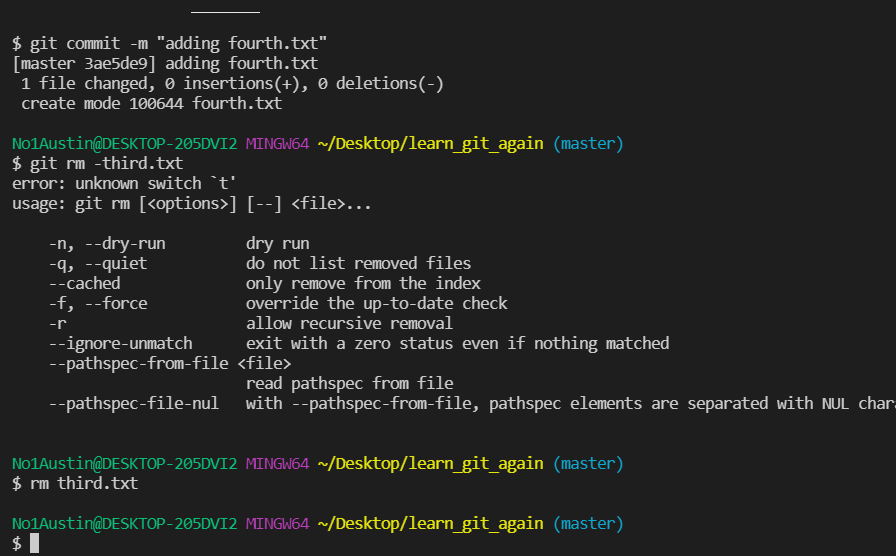 $ git commit -m "adding fourth.txt"
[master 3ae5de9] adding fourth.txt
 1 file changed, 0 insertions(+), 0 deletions(-)
 create mode 100644 fourth.txt
No1Austin@DESKTOP-205DVI2 MINGW64 ~/Desktop/learn_git_again (master)
$ git rm -third.txt
error: unknown switch `t'
usage: git rm [<options>] [--] <file>...
    -n, --dry-run         dry run
    -q, --quiet           do not list removed files
    --cached              only remove from the index
    -f, --force           override the up-to-date check
    -r                    allow recursive removal
    --ignore-unmatch      exit with a zero status even if nothing matched
    --pathspec-from-file <file>
                          read pathspec from file
    --pathspec-file-nul   with --pathspec-from-file, pathspec elements are separated with NUL chara
No1Austin@DESKTOP-205DVI2 MINGW64 ~/Desktop/learn_git_again (master)
$ rm third.txt
No1Austin@DESKTOP-205DVI2 MINGW64 ~/Desktop/learn_git_again (master)
$